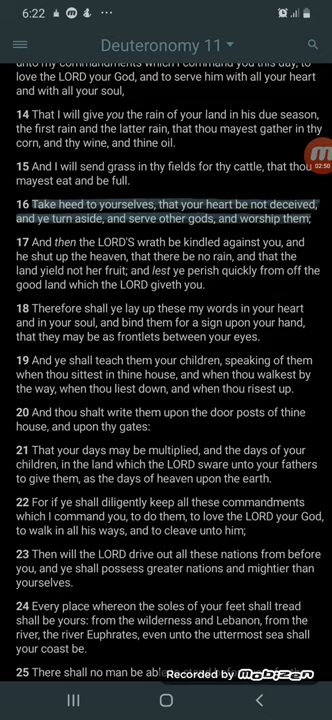 6:22
Deuteronomy 11
unto my commandments which I command you this day, to
love the LORD your God, and to serve him with all your heart
and with all your soul,
14 That I will give you the rain of your land in his due season,
the first rain and the latter rain, that thou mayest gather in thy
corn, and thy wine, and thine oil.
15 And I will send grass in thy fields for thy cattle, that thou
mayest eat and be full.
02:50
16 Take heed to yourselves, that your heart be not deceived,
and ye turn aside, and serve other gods, and worship them;
17 And then the LORD'S wrath be kindled against you, and
he shut up the heaven, that there be no rain, and that the
land yield not her fruit; and lest ye perish quickly from off the
good land which the LORD giveth you.
18 Therefore shall ye lay up these my words in your heart
and in your soul, and bind them for a sign upon your hand,
that they may be as frontlets between your eyes.
19 And ye shall teach them your children, speaking of them
when thou sittest in thine house, and when thou walkest by
the way, when thou liest down, and when thou risest up.
20 And thou shalt write them upon the door posts of thine
house, and upon thy gates:
21 That your days may be multiplied, and the days of your
children, in the land which the LORD sware unto your fathers
to give them, as the days of heaven upon the earth.
22 For if ye shall diligently keep all these commandments
which I command you, to do them, to love the LORD your God,
to walk in all his ways, and to cleave unto him;
23 Then will the LORD drive out all these nations from before
you, and ye shall possess greater nations and mightier than
yourselves.
24 Every place whereon the soles of your feet shall tread
shall be yours: from the wilderness and Lebanon, from the
river, the river Euphrates, even unto the uttermost sea shall
your coast be.
25 There shall no man be able
Recorded by mobizen